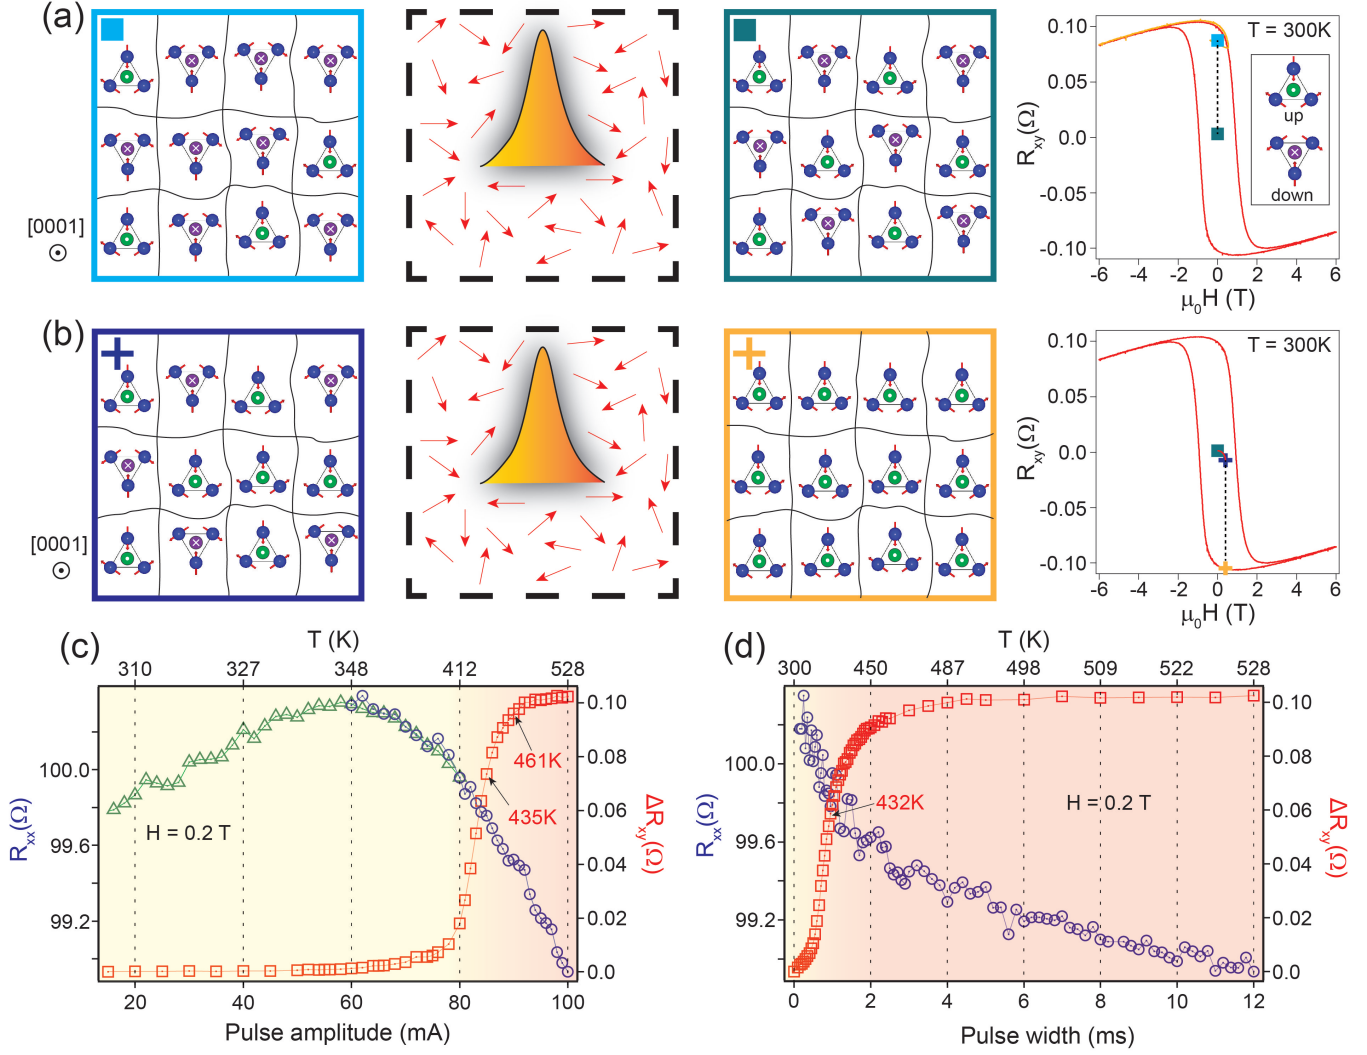 (a)
[0001]
R_xy(Ω)
0.10
0.05
0.0
-0.05
-0.10
T = 300K
up
down
-6 -4 -2 0 2 4 6
μ₀H (T)
(b)
[0001]
R_xy(Ω)
0.10
0.05
0.00
-0.05
-0.10
T = 300K
-6 -4 -2 0 2 4 6
μ₀H (T)
(c)
T (K)
310 327 348 412 528
R_xx(Ω)
100.0
99.6
99.2
H = 0.2 T
461K
435K
0.10
0.08
0.06
0.04
0.02
0.0
ΔR_xy(Ω)
20 40 60 80 100
Pulse amplitude (mA)
(d)
T (K)
300 450 487 498 509 522 528
R_xx(Ω)
100.0
99.6
99.2
432K
H = 0.2 T
0.10
0.08
0.06
0.04
0.02
0.0
ΔR_xy(Ω)
0 2 4 6 8 10 12
Pulse width (ms)